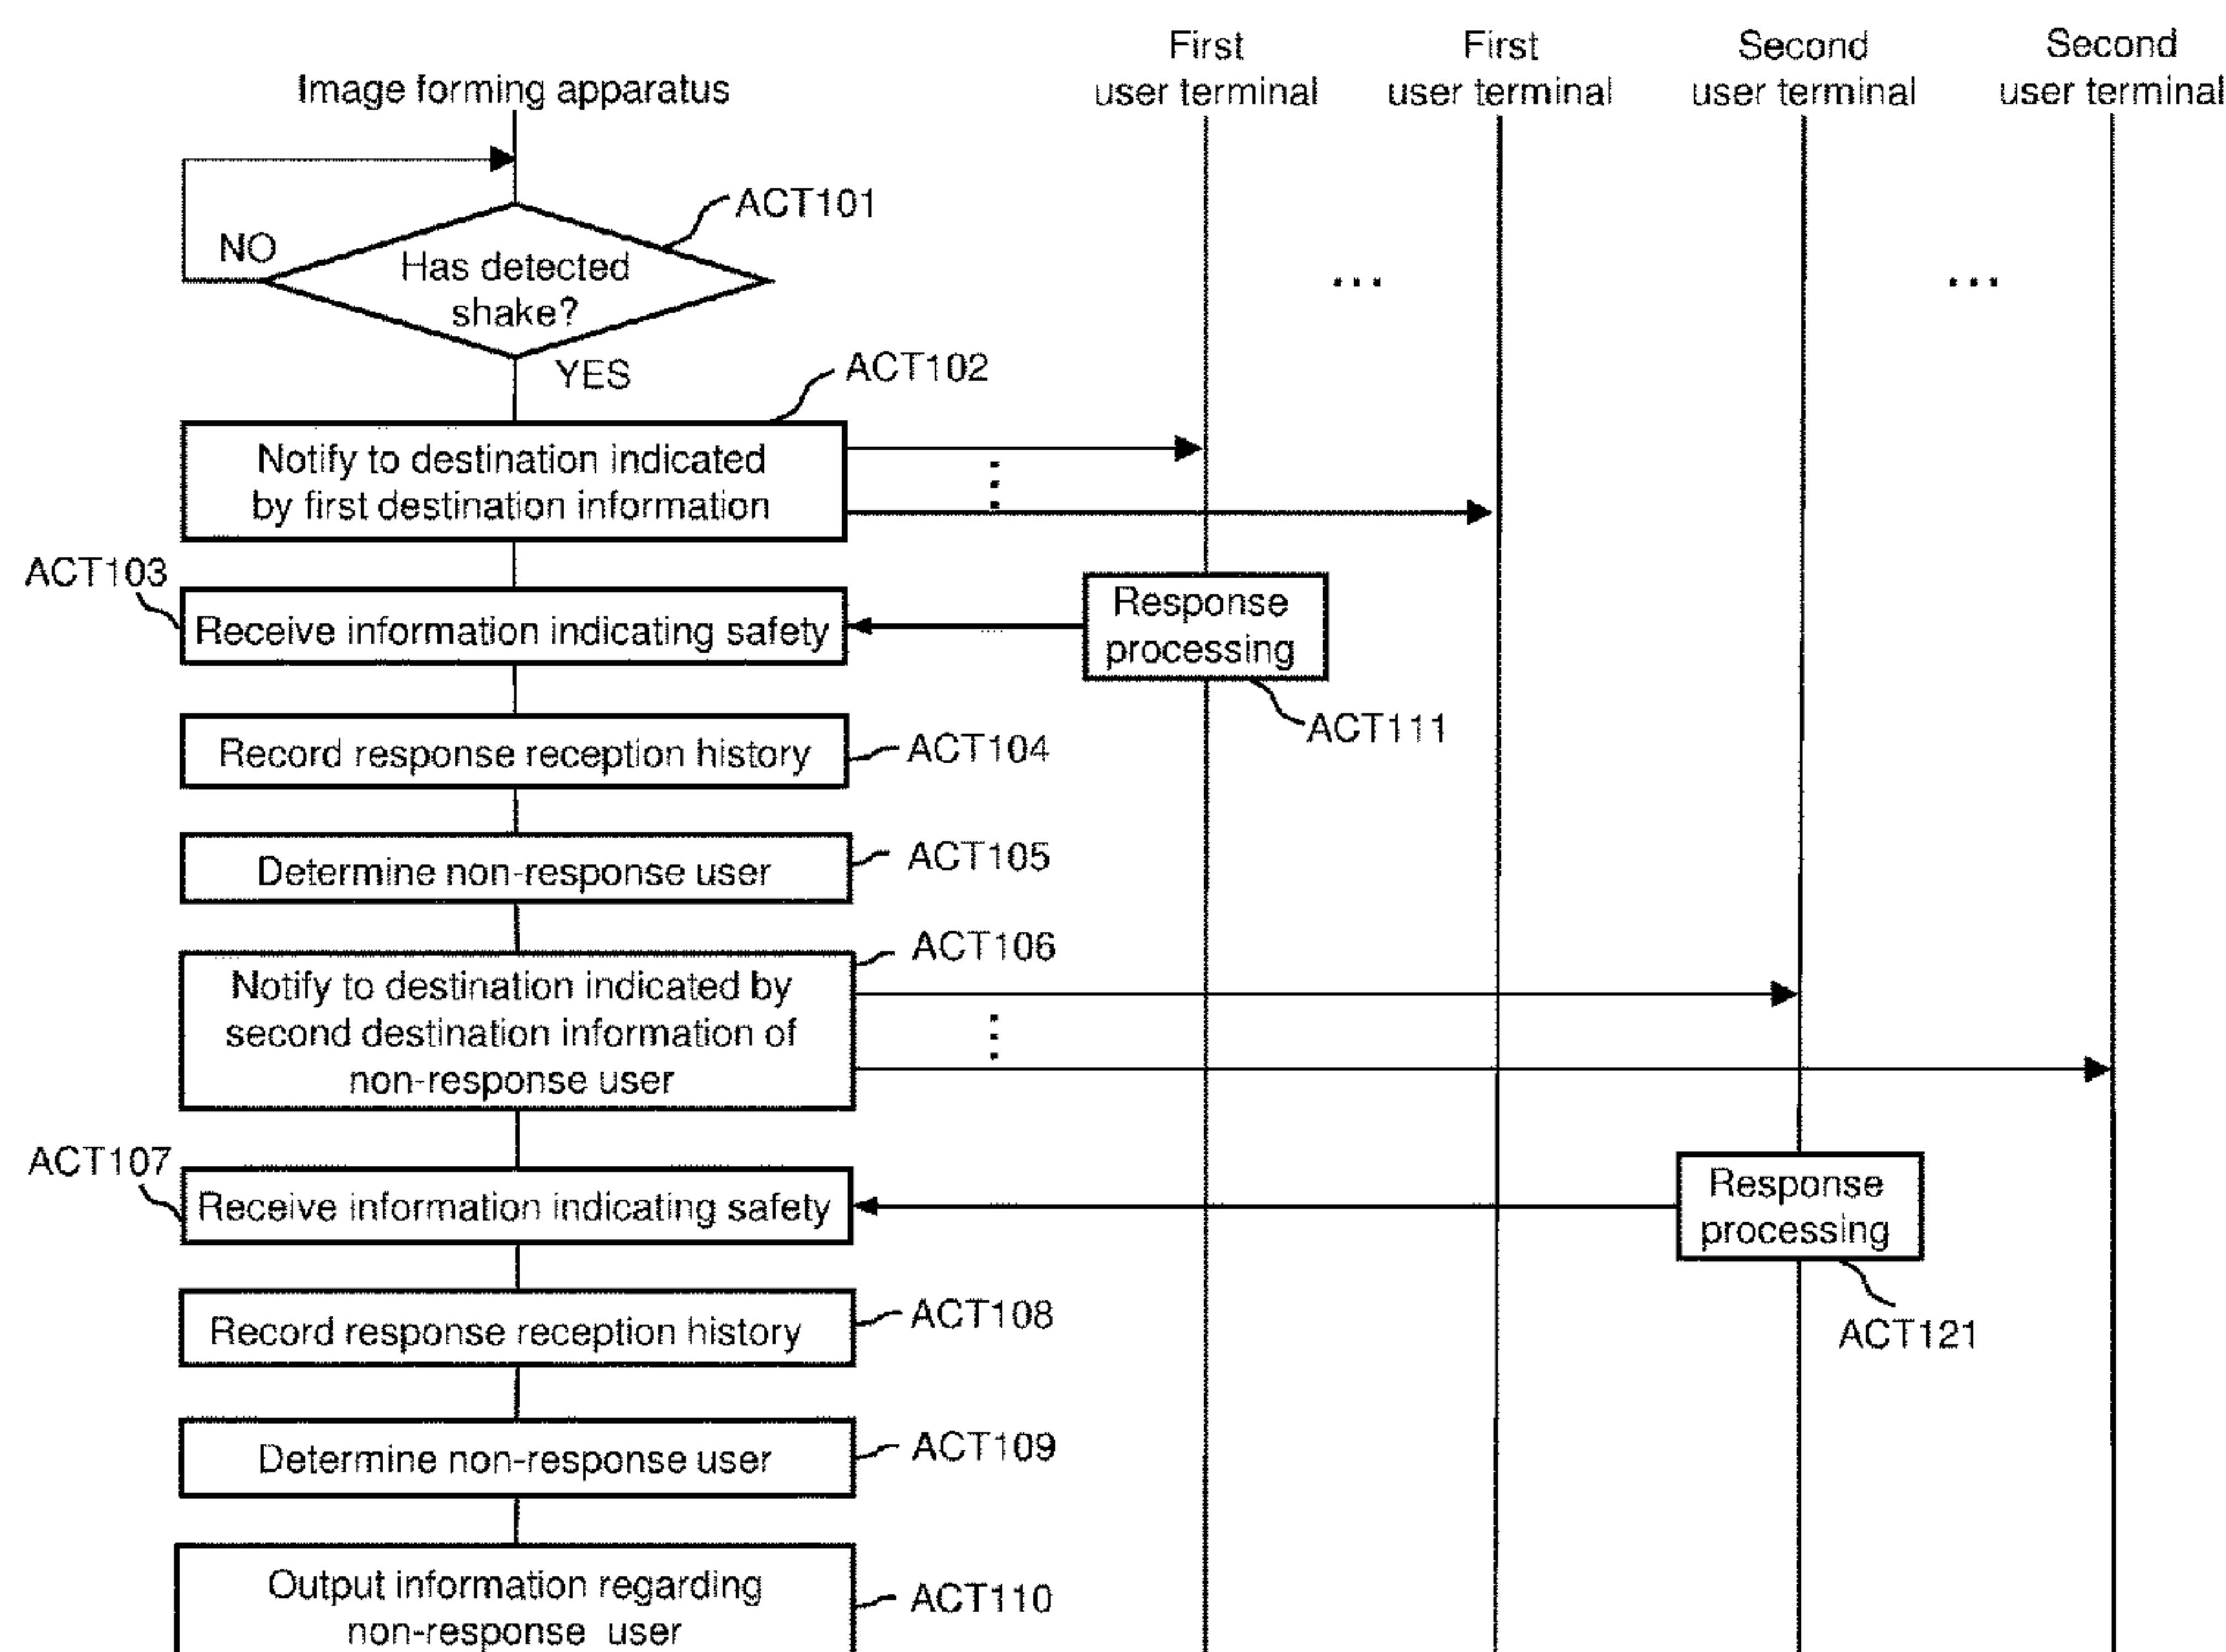 First
user terminal
First
user terminal
Second
user terminal
Second
user terminal
Image forming apparatus
ACT101
NO
Has detected
shake?
...
...
YES
ACT102
Notify to destination indicated
by first destination information
ACT103
Receive information indicating safety
Response
processing
ACT111
Record response reception history
ACT104
Determine non-response user
ACT105
ACT106
Notify to destination indicated by
second destination information of
non-response user
ACT107
Receive information indicating safety
Response
processing
ACT121
Record response reception history
ACT108
Determine non-response user
ACT109
Output information regarding
non-response user
ACT110